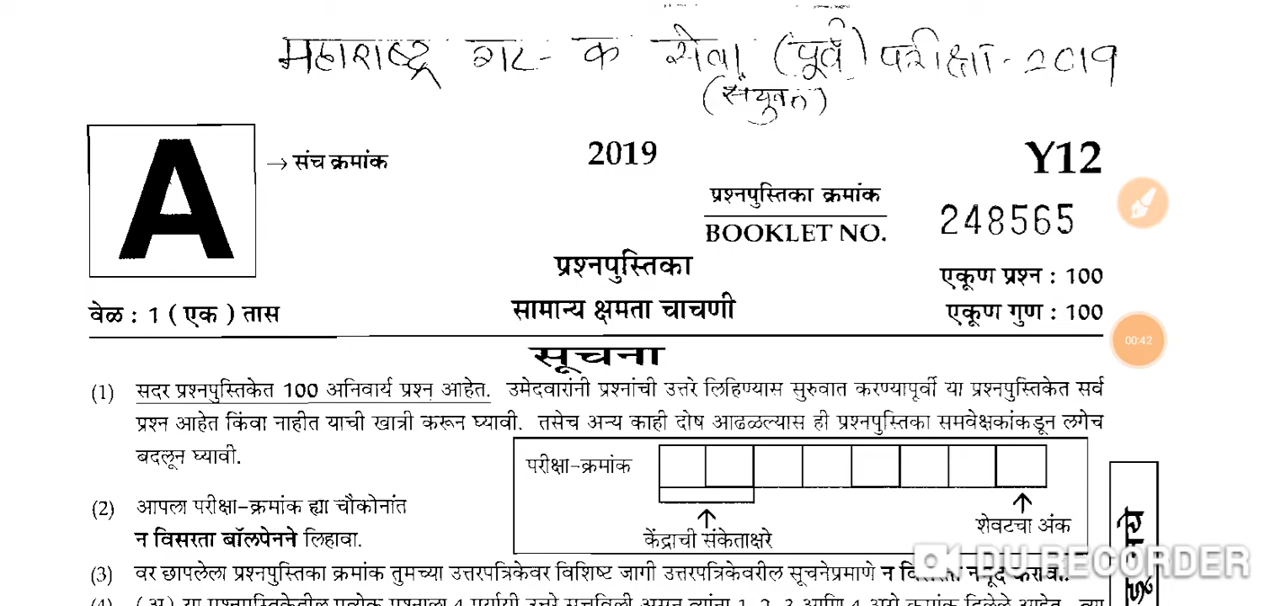 महाराष्ट्र गट- क सेवा (पूर्व) परीक्षा-2019
(संयुक्त)
A
→ संच क्रमांक
2019
Y12
प्रश्नपुस्तिका क्रमांक
BOOKLET NO.
248565
प्रश्नपुस्तिका
एकूण प्रश्न : 100
वेळ : 1 ( एक ) तास
सामान्य क्षमता चाचणी
एकूण गुण : 100
00:42
सूचना
(1) सदर प्रश्नपुस्तिकेत 100 अनिवार्य प्रश्न आहेत. उमेदवारांनी प्रश्नांची उत्तरे लिहिण्यास सुरुवात करण्यापूर्वी या प्रश्नपुस्तिकेत सर्व
प्रश्न आहेत किंवा नाहीत याची खात्री करून घ्यावी. तसेच अन्य काही दोष आढळल्यास ही प्रश्नपुस्तिका समवेक्षकांकडून लगेच
बदलून घ्यावी.
परीक्षा-क्रमांक
(2) आपला परीक्षा-क्रमांक ह्या चौकोनांत
न विसरता बॉलपेनने लिहावा.
केंद्राची संकेताक्षरे
शेवटचा अंक
DU RECORDER
(3) वर छापलेला प्रश्नपुस्तिका क्रमांक तुमच्या उत्तरपत्रिकेवर विशिष्ट जागी उत्तरपत्रिकेवरील सूचनेप्रमाणे न विसरता नमूद करावा.